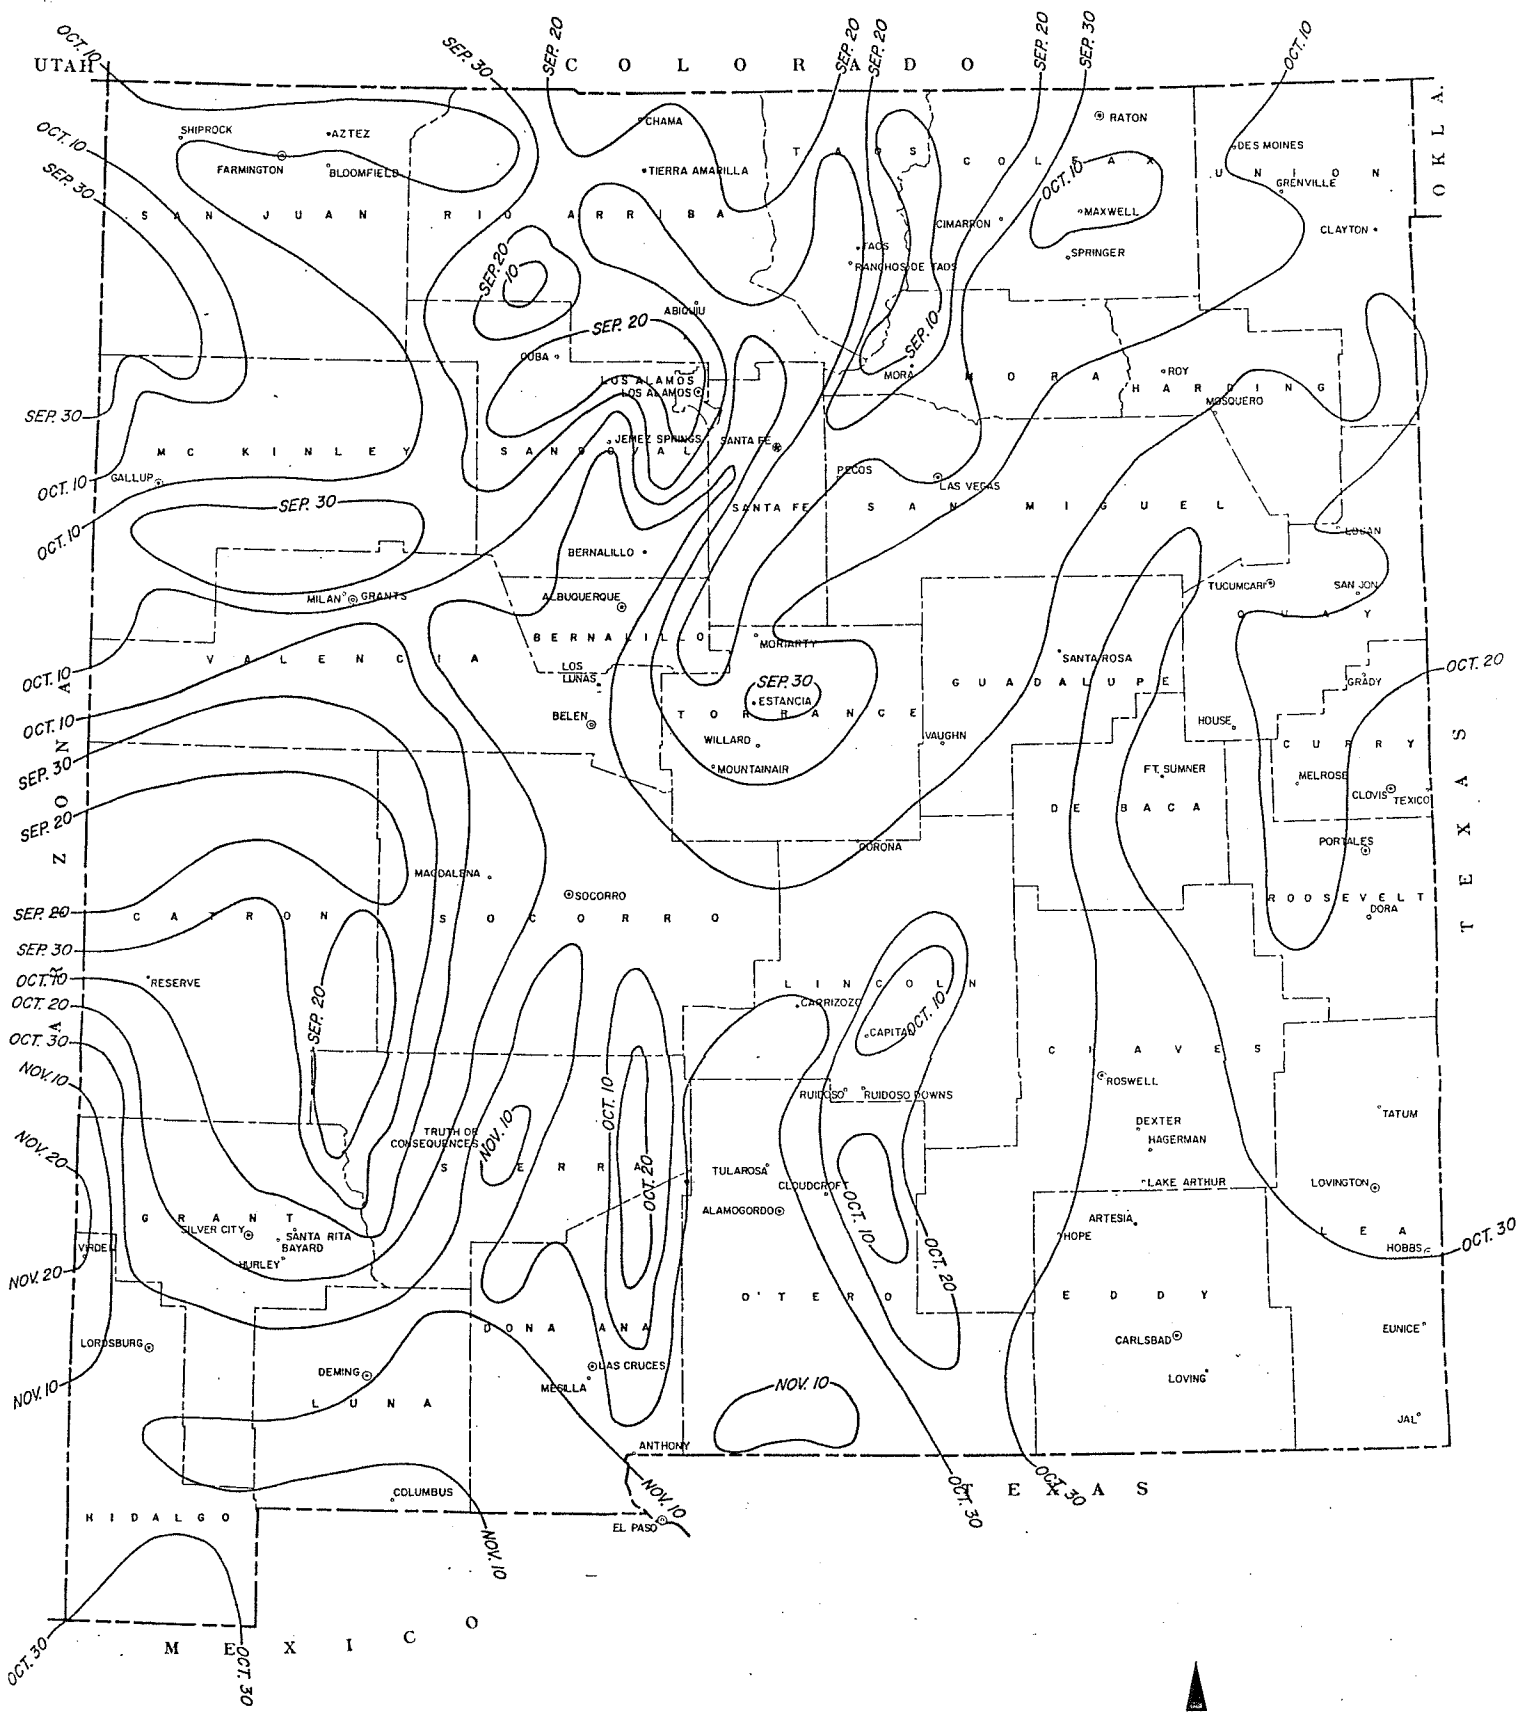 OCT. 10
SEP. 30
SEP. 20
SEP. 20
SEP. 20
SEP. 20
SEP. 30
OCT. 10
UTAH
C O L O R A D O
OKLA.
CHAMA
RATON
SHIPROCK
AZTEZ
FARMINGTON
BLOOMFIELD
TIERRA AMARILLA
T A O S
C O L F A X
DES MOINES
U N I O N
GRENVILLE
OCT. 10
OCT. 10
SEP. 30
S A N J U A N
R I O A R R I B A
CIMARRON
MAXWELL
CLAYTON
TAOS
RANCHOS DE TAOS
SPRINGER
SEP. 20
10
ABIQUIU
SEP. 20
SEP. 10
CUBA
LOS ALAMOS
LOS ALAMOS
MORA
M O R A
ROY
H A R D I N G
MOSQUERO
SEP. 30
M C K I N L E Y
S A N D O V A L
JEMEZ SPRINGS
SANTA FE
PECOS
LAS VEGAS
OCT. 10
GALLUP
SEP. 30
SANTA FE
S A N M I G U E L
OCT. 10
BERNALILLO
LOGAN
MILAN
GRANTS
ALBUQUERQUE
TUCUMCARI
SAN JON
Q U A Y
B E R N A L I L L O
MORIARTY
V A L E N C I A
LOS
LUNAS
SANTA ROSA
OCT. 20
OCT. 10
SEP. 30
ESTANCIA
G U A D A L U P E
GRADY
OCT. 10
BELEN
T O R R A N C E
HOUSE
WILLARD
VAUGHN
C U R R Y
SEP. 30
MOUNTAINAIR
FT. SUMNER
MELROSE
CLOVIS
TEXICO
D E B A C A
SEP. 20
A R I Z O N A
T E X A S
CORONA
PORTALES
MAGDALENA
SOCORRO
R O O S E V E L T
DORA
SEP. 20
C A T R O N
S O C O R R O
SEP. 30
OCT. 10
RESERVE
L I N C O L N
OCT. 20
SEP. 20
CARRIZOZO
OCT. 10
CAPITAN
OCT. 30
C H A V E S
NOV. 10
ROSWELL
OCT. 10
RUIDOSO
RUIDOSO DOWNS
TATUM
NOV. 20
TRUTH OR
CONSEQUENCES
NOV. 10
DEXTER
HAGERMAN
S I E R R A
OCT. 20
TULAROSA
CLOUDCROFT
LAKE ARTHUR
LOVINGTON
ALAMOGORDO
OCT. 10
ARTESIA
G R A N T
SILVER CITY
SANTA RITA
BAYARD
HOPE
L E A
HOBBS
OCT. 30
VIRDEN
HURLEY
OCT. 20
NOV. 20
O T E R O
E D D Y
LORDSBURG
D O N A A N A
CARLSBAD
EUNICE
DEMING
LAS CRUCES
LOVING
NOV. 10
MESILLA
NOV. 10
L U N A
JAL
ANTHONY
COLUMBUS
NOV. 10
OCT. 30
OCT. 30
T E X A S
H I D A L G O
EL PASO
NOV. 10
OCT. 30
OCT. 30
M E X I C O